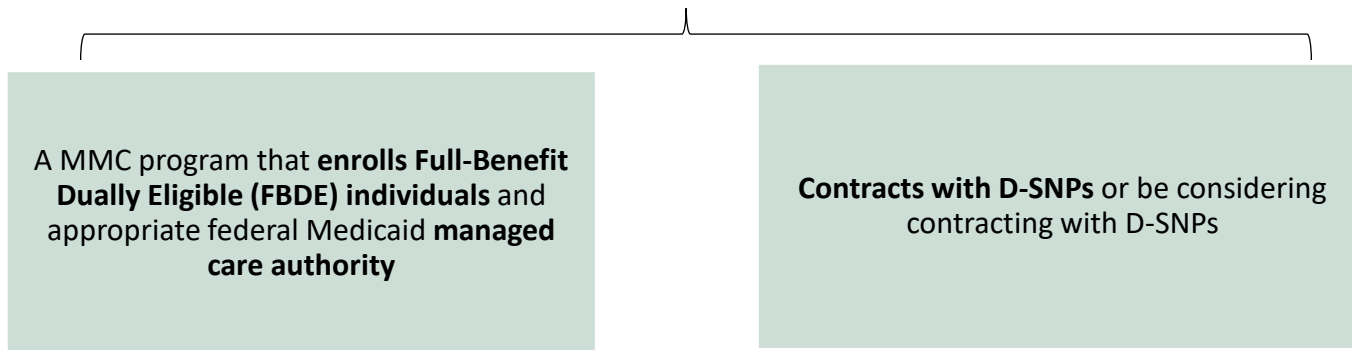 A MMC program that enrolls Full-Benefit
Dually Eligible (FBDE) individuals and
appropriate federal Medicaid managed
care authority
Contracts with D-SNPs or be considering
contracting with D-SNPs